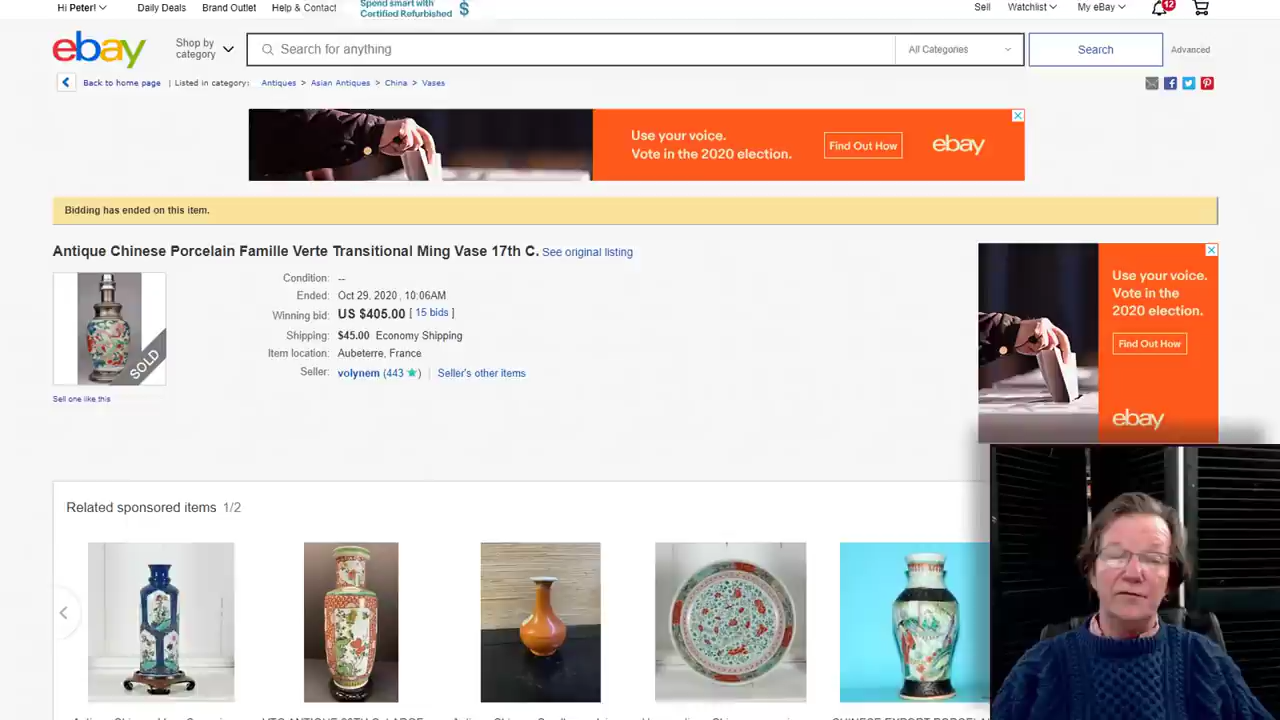 Hi Peter!
Daily Deals
Brand Outlet
Help & Contact
Spend smart with
Certified Refurbished
$
Sell
Watchlist
My eBay
12
ebay
Shop by
category
Search for anything
All Categories
Search
Advanced
Back to home page
| Listed in category:
Antiques > Asian Antiques > China > Vases
Use your voice.
Vote in the 2020 election.
Find Out How
ebay
Bidding has ended on this item.
Antique Chinese Porcelain Famille Verte Transitional Ming Vase 17th C. See original listing
SOLD
Sell one like this
Condition: --
Ended: Oct 29, 2020 , 10:06AM
Winning bid: US $405.00 [ 15 bids ]
Shipping: $45.00 Economy Shipping
Item location: Aubeterre, France
Seller: volynem (443 ) | Seller's other items
Use your voice.
Vote in the
2020 election.
Find Out How
ebay
Related sponsored items 1/2